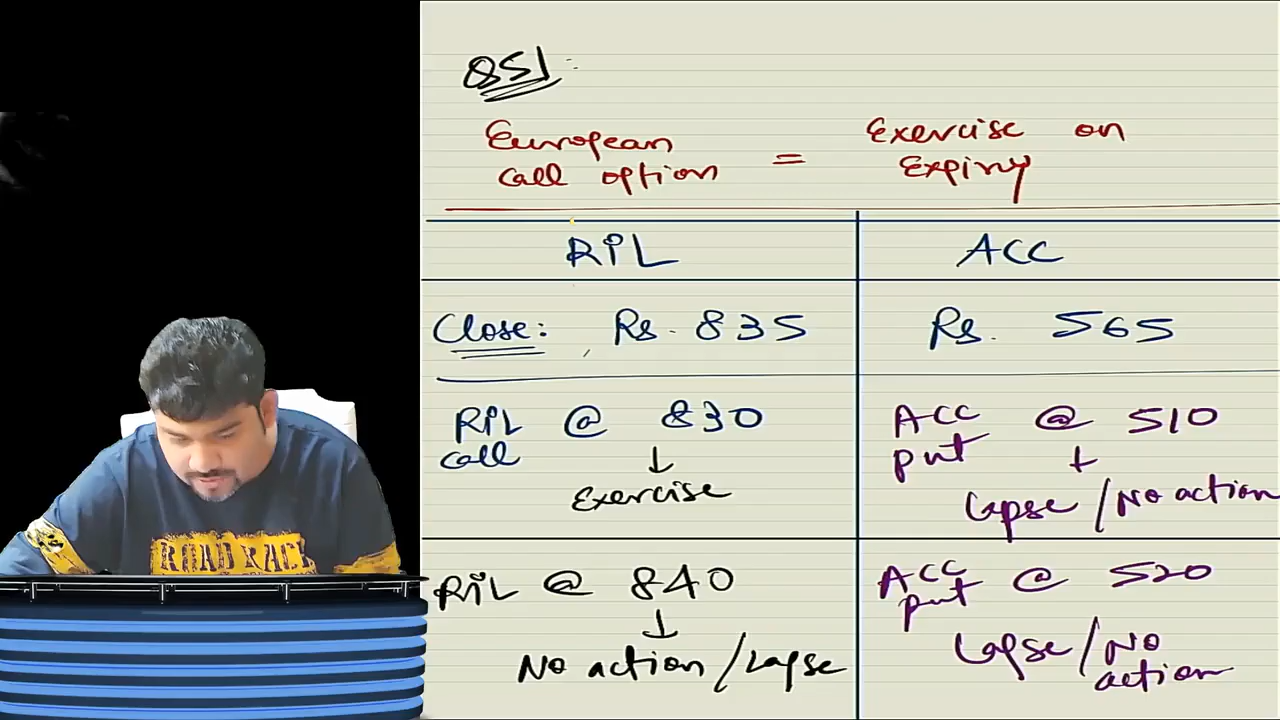 Q51:
European
call option = Exercise on
Expiry
RIL
ACC
Close: Rs. 835
Rs. 565
RIL @ 830
call
↓
Exercise
ACC @ 510
put
↓
Lapse / No action
RIL @ 840
↓
No action / Lapse
ACC @ 520
put
Lapse / No
action
ROAD RACE